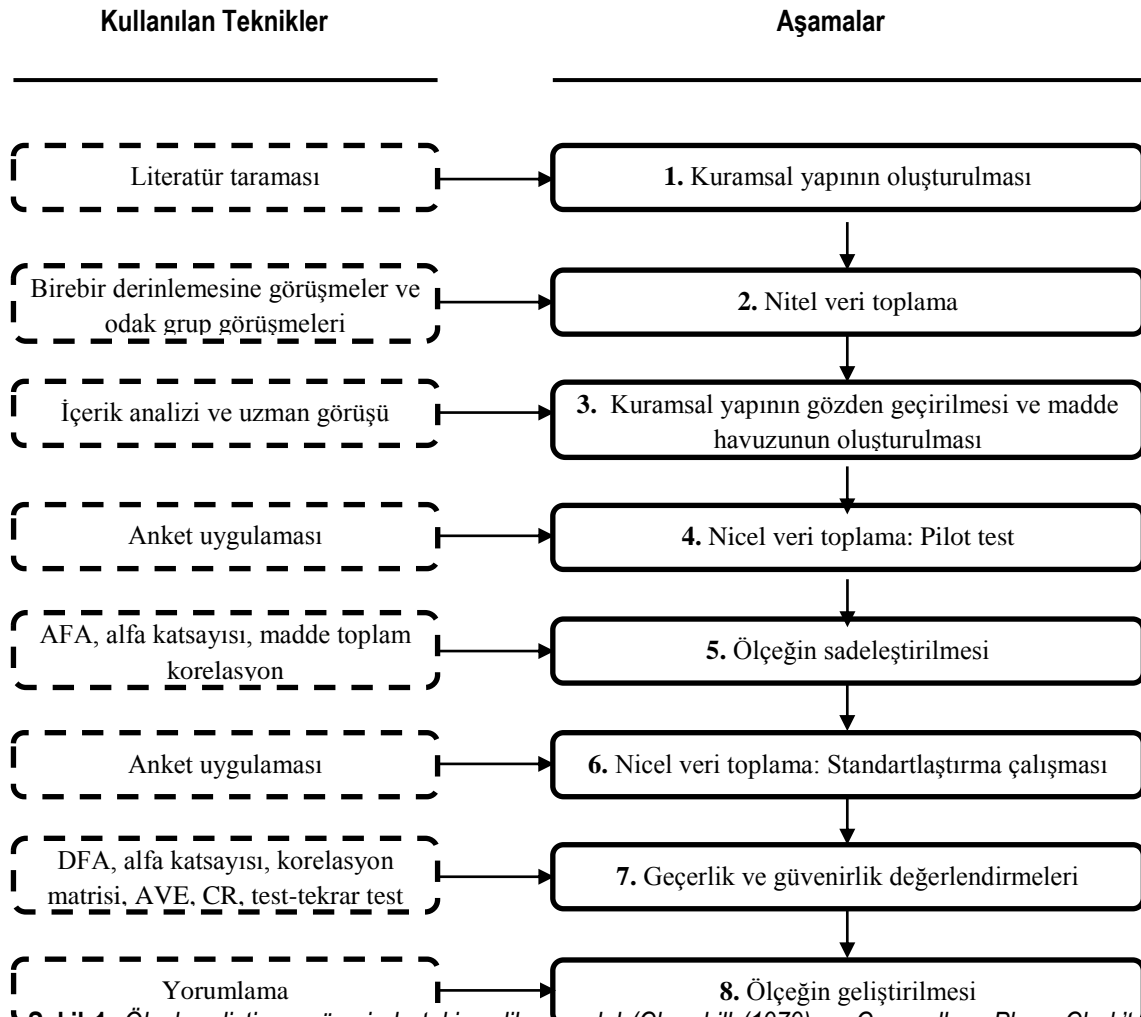 Kullanılan Teknikler
Aşamalar
Literatür taraması
1. Kuramsal yapının oluşturulması
Birebir derinlemesine görüşmeler ve
odak grup görüşmeleri
2. Nitel veri toplama
İçerik analizi ve uzman görüşü
3. Kuramsal yapının gözden geçirilmesi ve madde
havuzunun oluşturulması
Anket uygulaması
4. Nicel veri toplama: Pilot test
AFA, alfa katsayısı, madde toplam
korelasyon
5. Ölçeğin sadeleştirilmesi
Anket uygulaması
6. Nicel veri toplama: Standartlaştırma çalışması
DFA, alfa katsayısı, korelasyon
matrisi, AVE, CR, test-tekrar test
7. Geçerlik ve güvenirlik değerlendirmeleri
Yorumlama
8. Ölçeğin geliştirilmesi